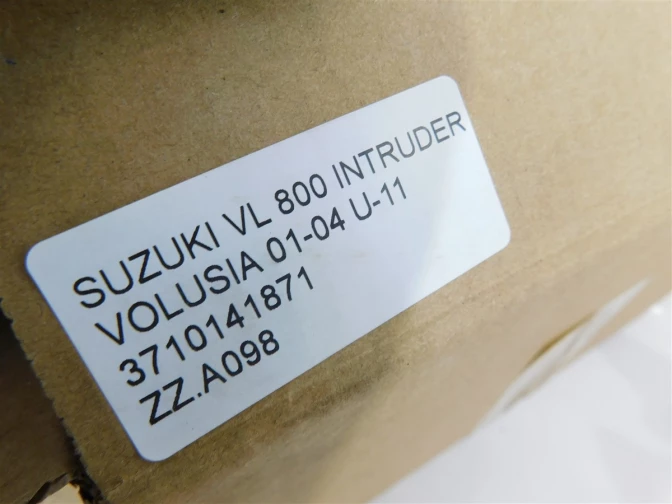 SUZUKI VL 800 INTRUDER
VOLUSIA 01-04 U-11
3710141871
ZZ.A098